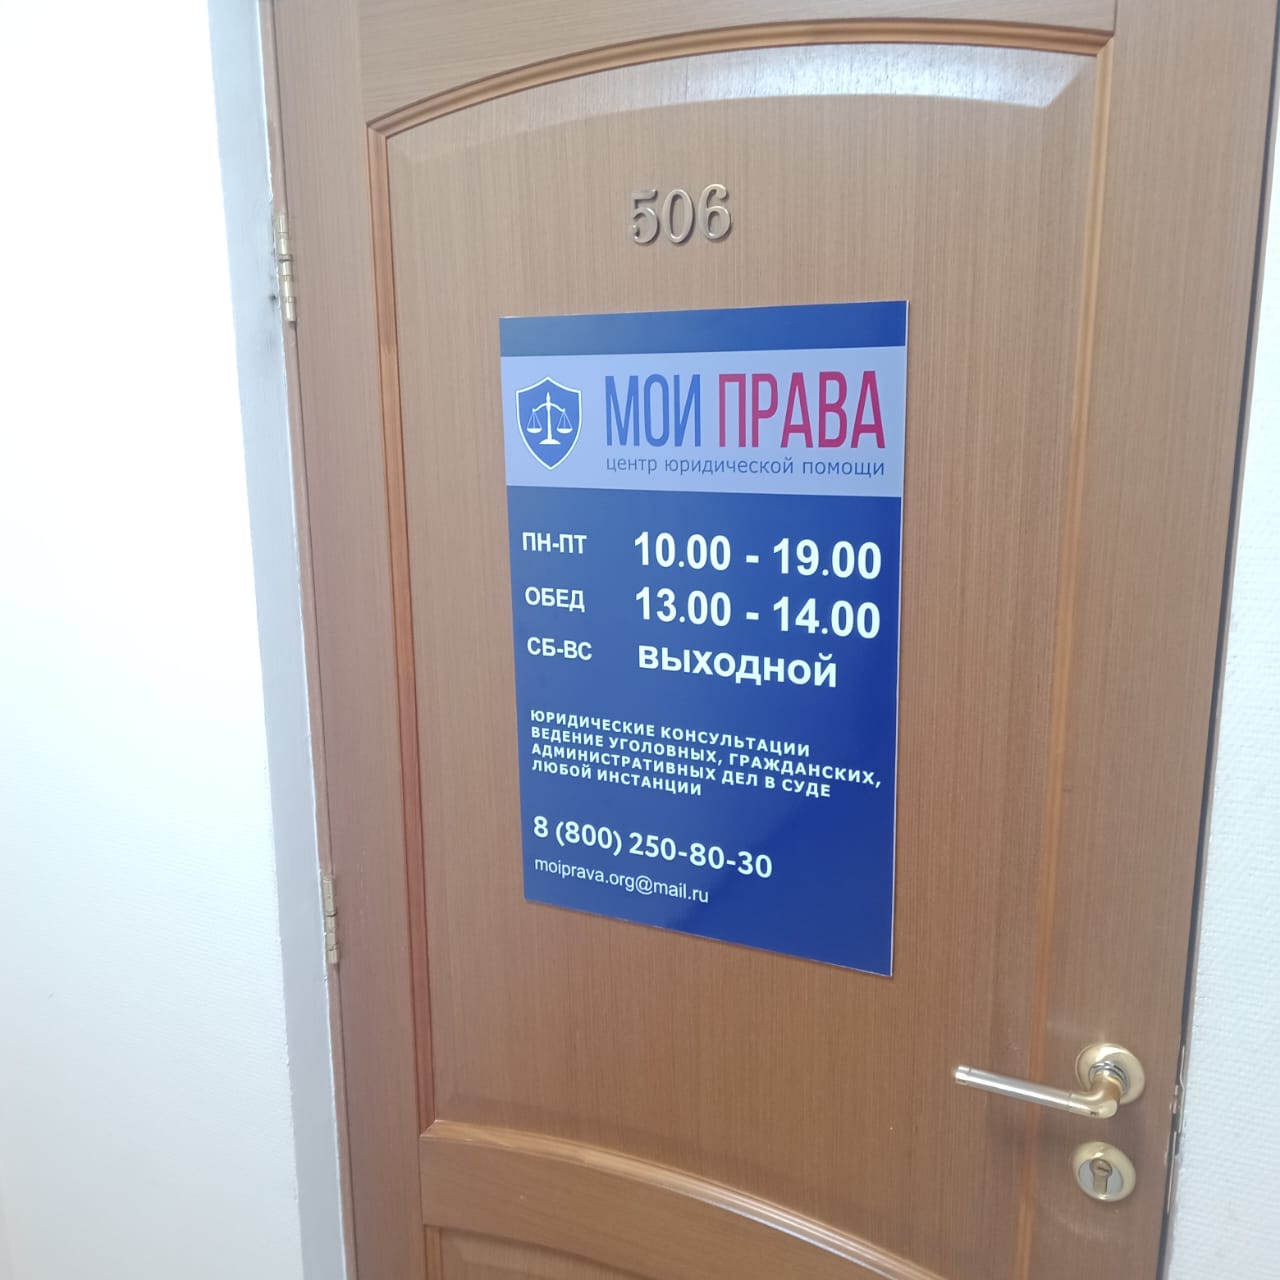 506
МОИ ПРАВА
центр юридической помощи
ПН-ПТ 10.00 - 19.00
ОБЕД 13.00 - 14.00
СБ-ВС ВЫХОДНОЙ
ЮРИДИЧЕСКИЕ КОНСУЛЬТАЦИИ
ВЕДЕНИЕ УГОЛОВНЫХ, ГРАЖДАНСКИХ,
АДМИНИСТРАТИВНЫХ ДЕЛ В СУДЕ
ЛЮБОЙ ИНСТАНЦИИ
8 (800) 250-80-30
moiprava.org@mail.ru